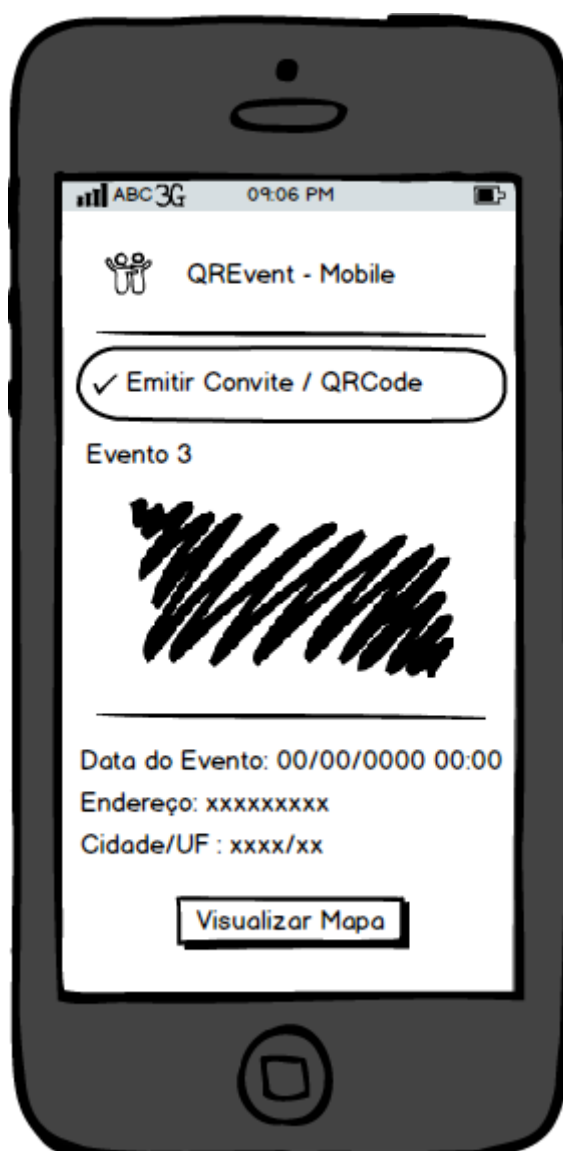 ABC 3G 09:06 PM
QREvent - Mobile
✓ Emitir Convite / QRCode
Evento 3
Data do Evento: 00/00/0000 00:00
Endereço: xxxxxxxxx
Cidade/UF : xxxx/xx
Visualizar Mapa